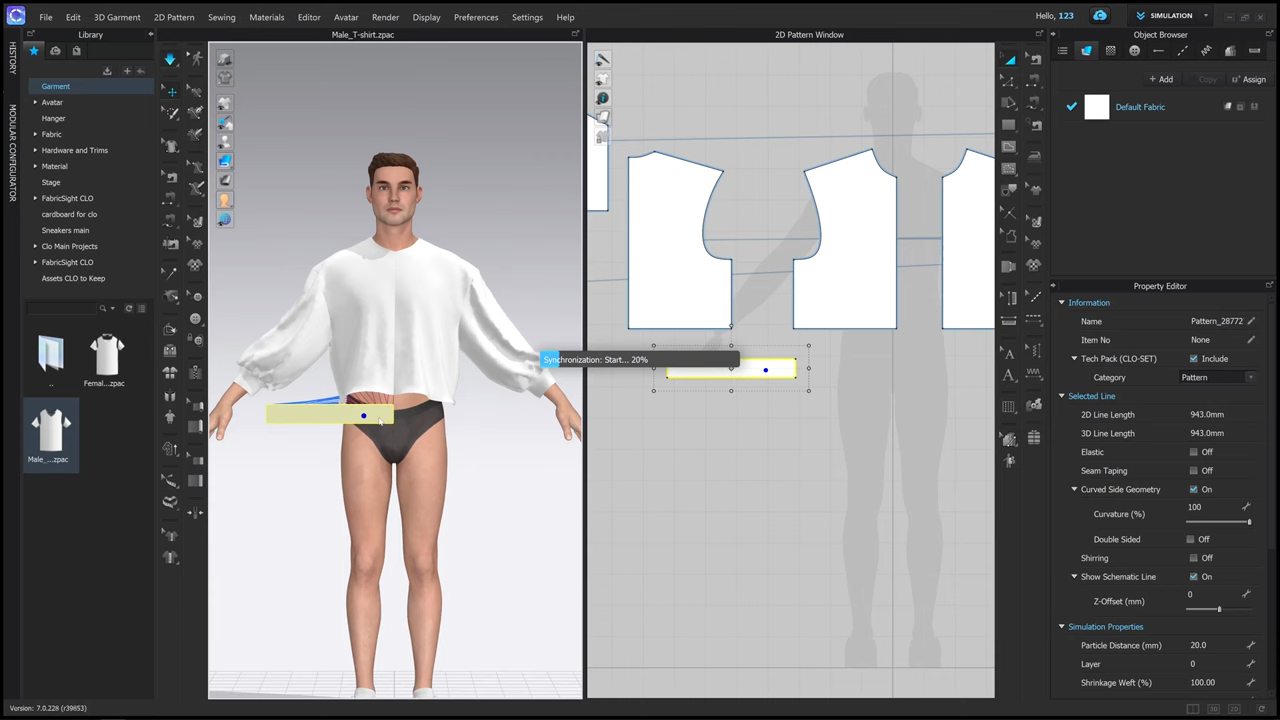 File Edit 3D Garment 2D Pattern Sewing Materials Editor Avatar Render Display Preferences Settings Help
Hello, 123
SIMULATION
Library
Male_T-shirt.zpac
2D Pattern Window
Object Browser
HISTORY
MODULAR CONFIGURATOR
Garment
Avatar
Hanger
Fabric
Hardware and Trims
Material
Stage
FabricSill CLO
cardboard for clo
Sneakers main
Clo Main Projects
FabricSill CLO
Assets CLO to Keep
..
Femal...zpac
Male_...zpac
Synchronization: Start... 20%
+ Add
Copy
Assign
Default Fabric
Property Editor
Information
Name Pattern_28772
Item No None
Tech Pack (CLO-SET) Include
Category Pattern
Selected Line
2D Line Length 943.0mm
3D Line Length 943.0mm
Elastic Off
Seam Taping Off
Curved Side Geometry On
Curvature (%) 100
Double Sided Off
Shirring Off
Show Schematic Line On
Z-Offset (mm) 0
Simulation Properties
Particle Distance (mm) 20.0
Layer 0
Shrinkage Weft (%) 100.00
Version: 7.0.228 (r39853)
3D
2D